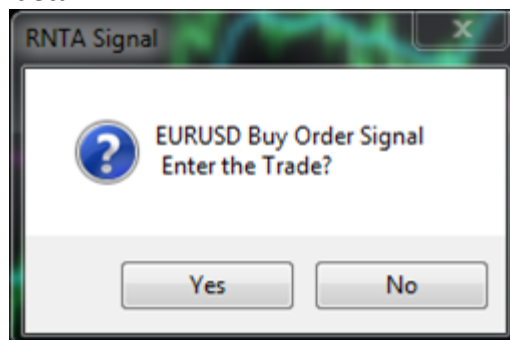 RNTA Signal
EURUSD Buy Order Signal
Enter the Trade?
Yes
No